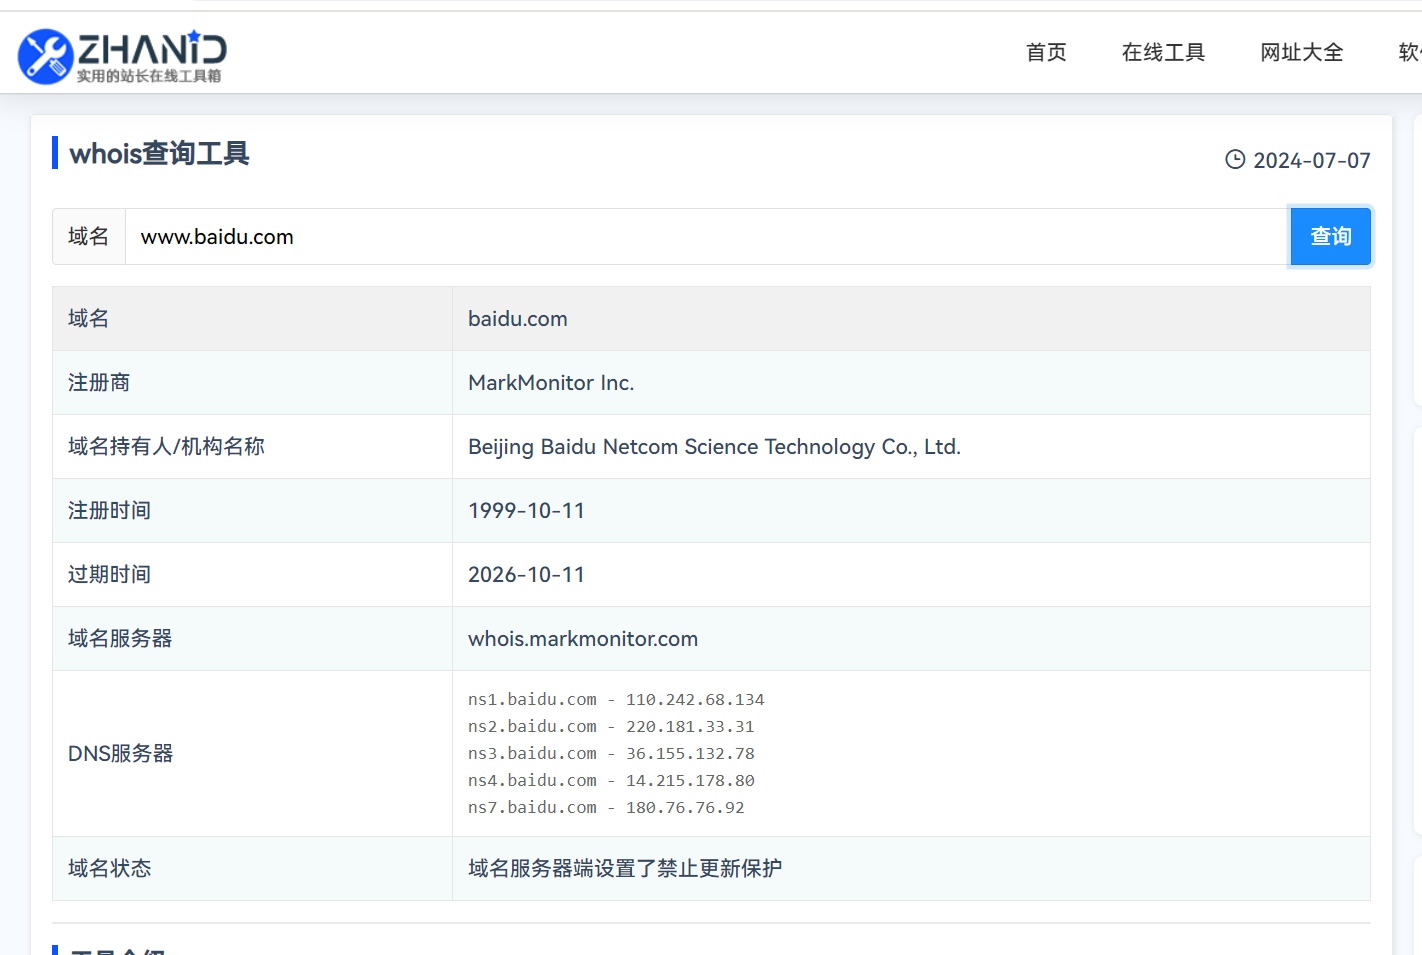 ZHANID
实用的站长在线工具箱
首页 在线工具 网址大全
whois查询工具
2024-07-07
域名 www.baidu.com 查询
域名 baidu.com
注册商 MarkMonitor Inc.
域名持有人/机构名称 Beijing Baidu Netcom Science Technology Co., Ltd.
注册时间 1999-10-11
过期时间 2026-10-11
域名服务器 whois.markmonitor.com
DNS服务器
ns1.baidu.com - 110.242.68.134
ns2.baidu.com - 220.181.33.31
ns3.baidu.com - 36.155.132.78
ns4.baidu.com - 14.215.178.80
ns7.baidu.com - 180.76.76.92
域名状态 域名服务器端设置了禁止更新保护